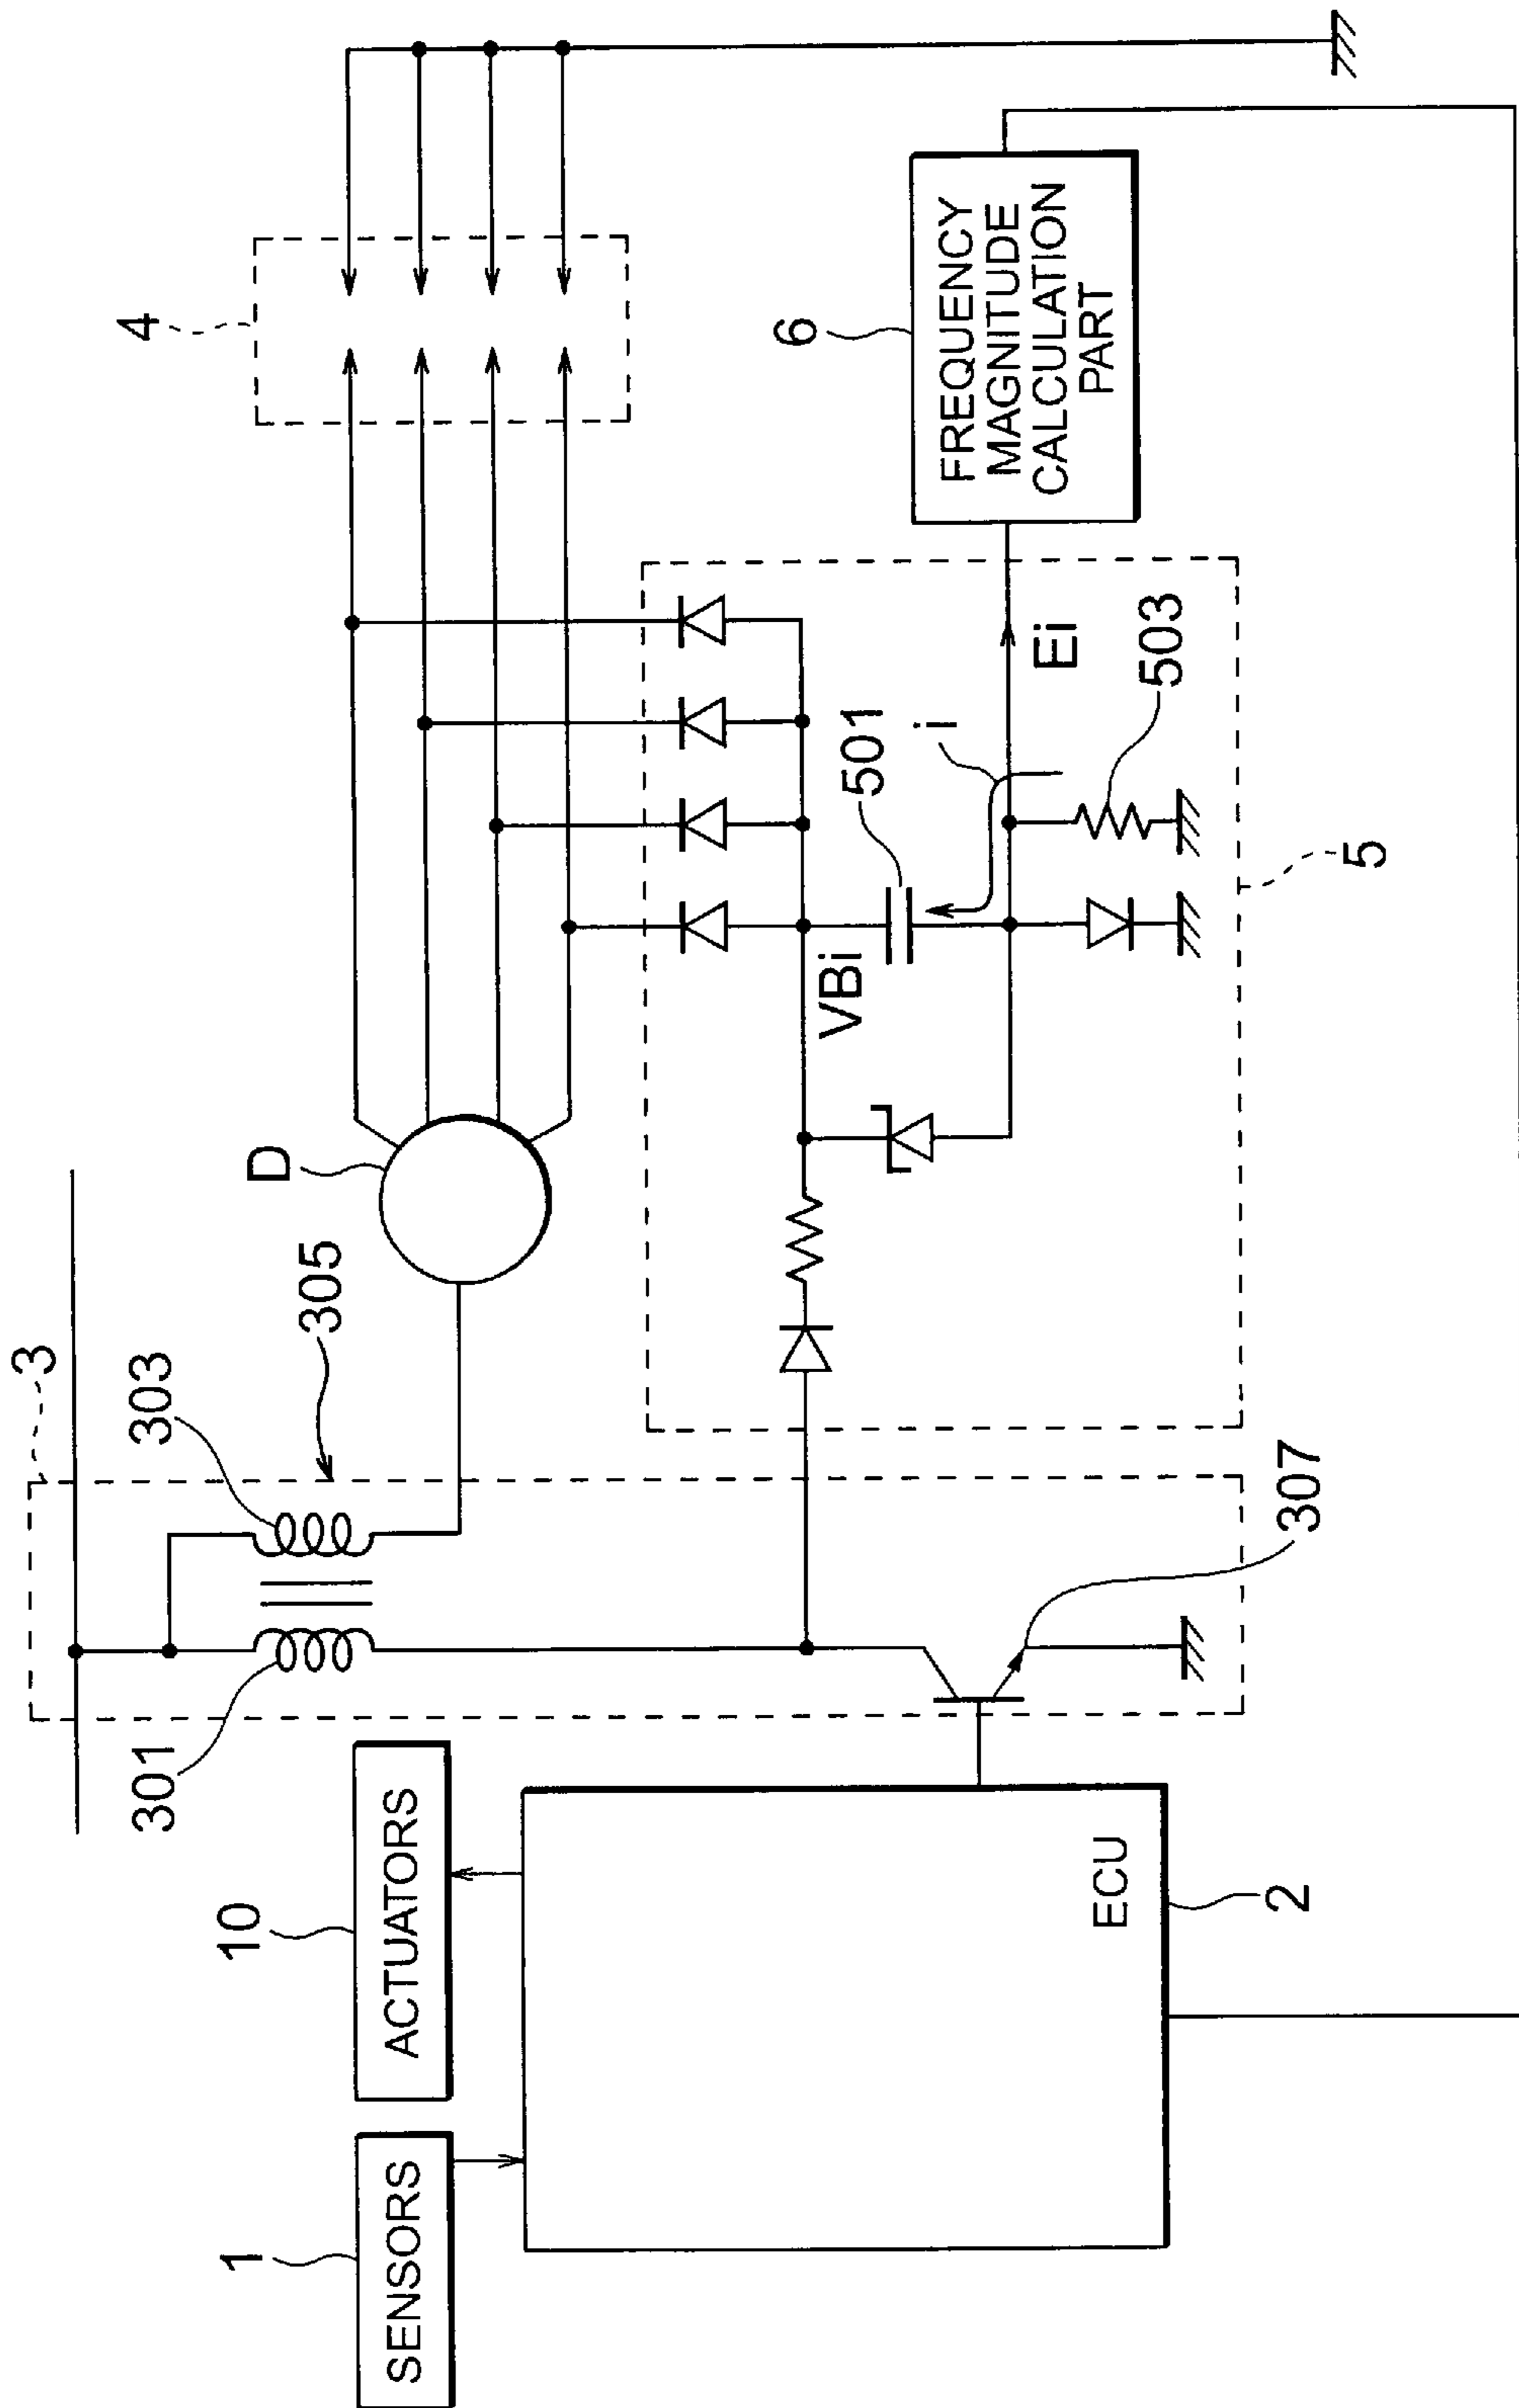 3
303
305
301
D
4
1
SENSORS
10
ACTUATORS
ECU
2
307
VBi
501
i
Ei
503
5
6
FREQUENCY
MAGNITUDE
CALCULATION
PART